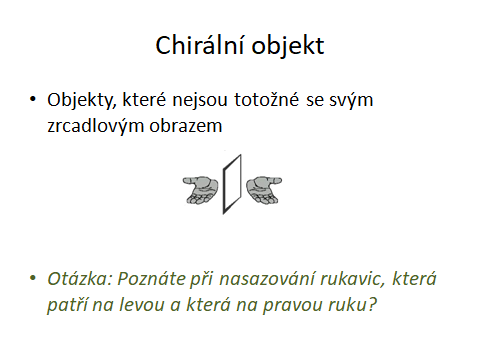 Chirální objekt
• Objekty, které nejsou totožné se svým
zrcadlovým obrazem
• Otázka: Poznáte při nasazování rukavic, která
patří na levou a která na pravou ruku?